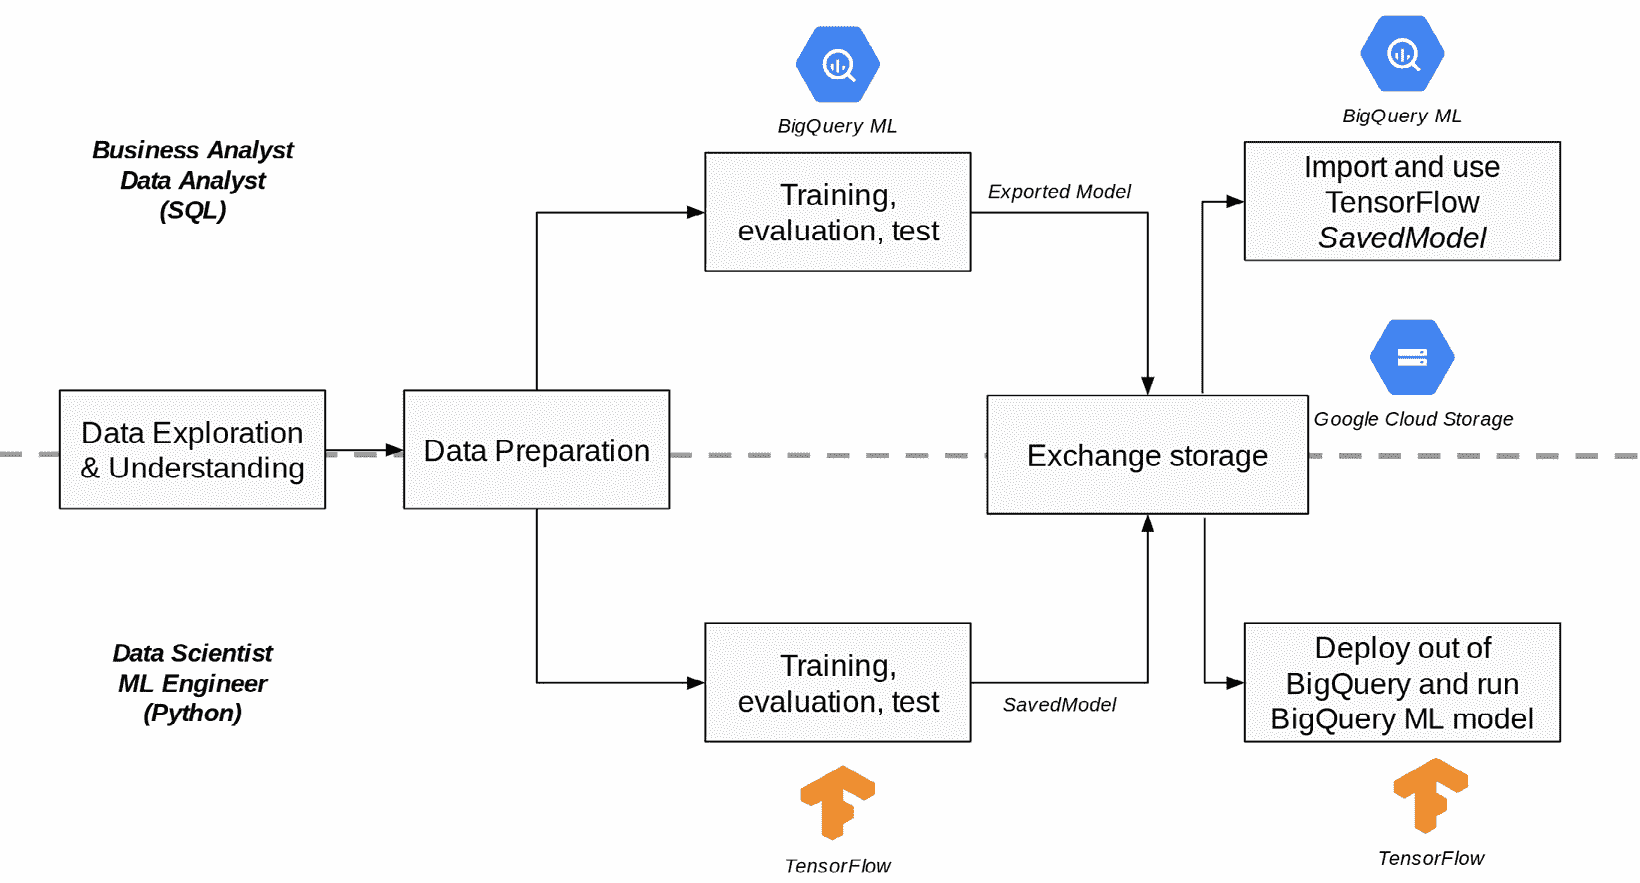 BigQuery ML
BigQuery ML
Business Analyst
Data Analyst
(SQL)
Training,
evaluation, test
Exported Model
Import and use
TensorFlow
SavedModel
Data Exploration
& Understanding
Data Preparation
Exchange storage
Google Cloud Storage
Data Scientist
ML Engineer
(Python)
Training,
evaluation, test
SavedModel
Deploy out of
BigQuery and run
BigQuery ML model
TensorFlow
TensorFlow